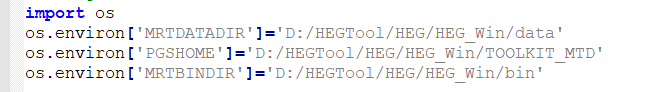 import os
os.environ['MRTDATADIR']='D:/HEGTool/HEG/HEG_Win/data'
os.environ['PGSHOME']='D:/HEGTool/HEG/HEG_Win/TOOLKIT_MTD'
os.environ['MRTBINDIR']='D:/HEGTool/HEG/HEG_Win/bin'